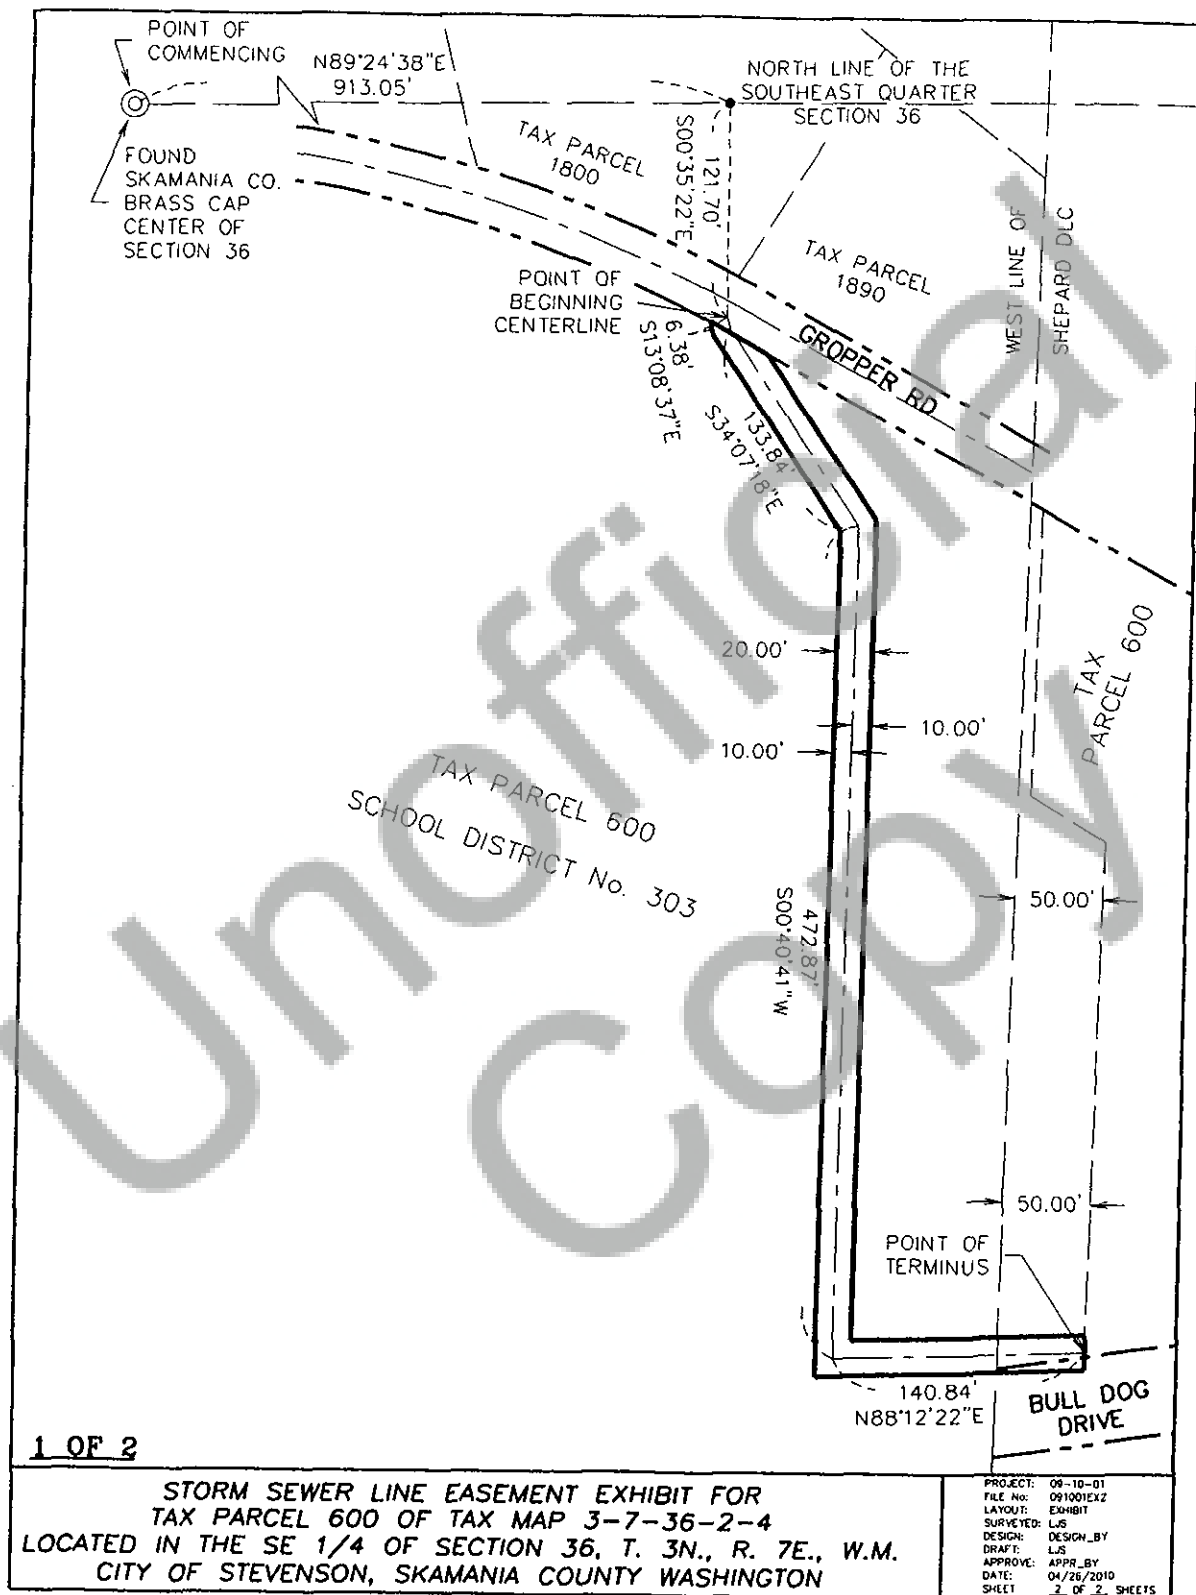 POINT OF
COMMENCING
N89°24'38"E
913.05'
NORTH LINE OF THE
SOUTHEAST QUARTER
SECTION 36
FOUND
SKAMANIA CO.
BRASS CAP
CENTER OF
SECTION 36
TAX PARCEL
1800
121.70'
S00°35'22"E
TAX PARCEL
1890
WEST LINE OF
SHEPARD DLC
POINT OF
BEGINNING
CENTERLINE
6.38'
S13°08'37"E
GROPPER RD
133.84'
S34°07'18"E
20.00'
10.00'
10.00'
TAX
PARCEL 600
TAX PARCEL 600
SCHOOL DISTRICT No. 303
472.87'
S00°40'41"W
50.00'
50.00'
POINT OF
TERMINUS
140.84'
N88°12'22"E
BULL DOG
DRIVE
Unofficial
Copy
1 OF 2
STORM SEWER LINE EASEMENT EXHIBIT FOR
TAX PARCEL 600 OF TAX MAP 3-7-36-2-4
LOCATED IN THE SE 1/4 OF SECTION 36, T. 3N., R. 7E., W.M.
CITY OF STEVENSON, SKAMANIA COUNTY WASHINGTON
PROJECT: 09-10-01
FILE No: 091001EX2
LAYOUT: EXHIBIT
SURVEYED: LJS
DESIGN: DESIGN_BY
DRAFT: LJS
APPROVE: APPR_BY
DATE: 04/26/2010
SHEET 2 OF 2 SHEETS